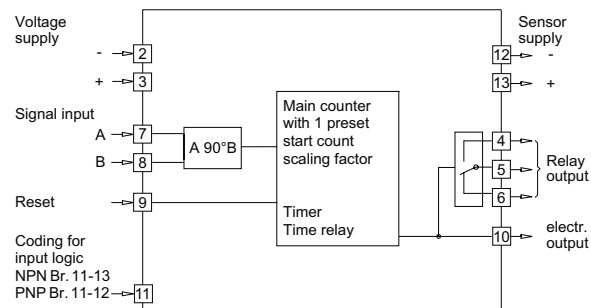 Voltage
supply
- 2
+ 3
Signal input
A 7
B 8
A 90°B
Reset 9
Coding for
input logic
NPN Br. 11-13
PNP Br. 11-12 11
Main counter
with 1 preset
start count
scaling factor
Timer
Time relay
Sensor
supply
12 -
13 +
4
5
6
Relay
output
10
electr.
output